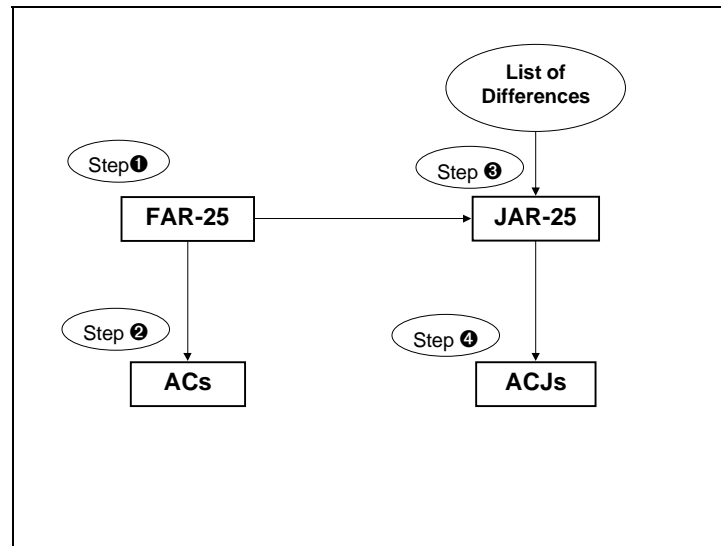 List of
Differences
Step❶
Step ❸
FAR-25
JAR-25
Step ❷
Step ❹
ACs
ACJs